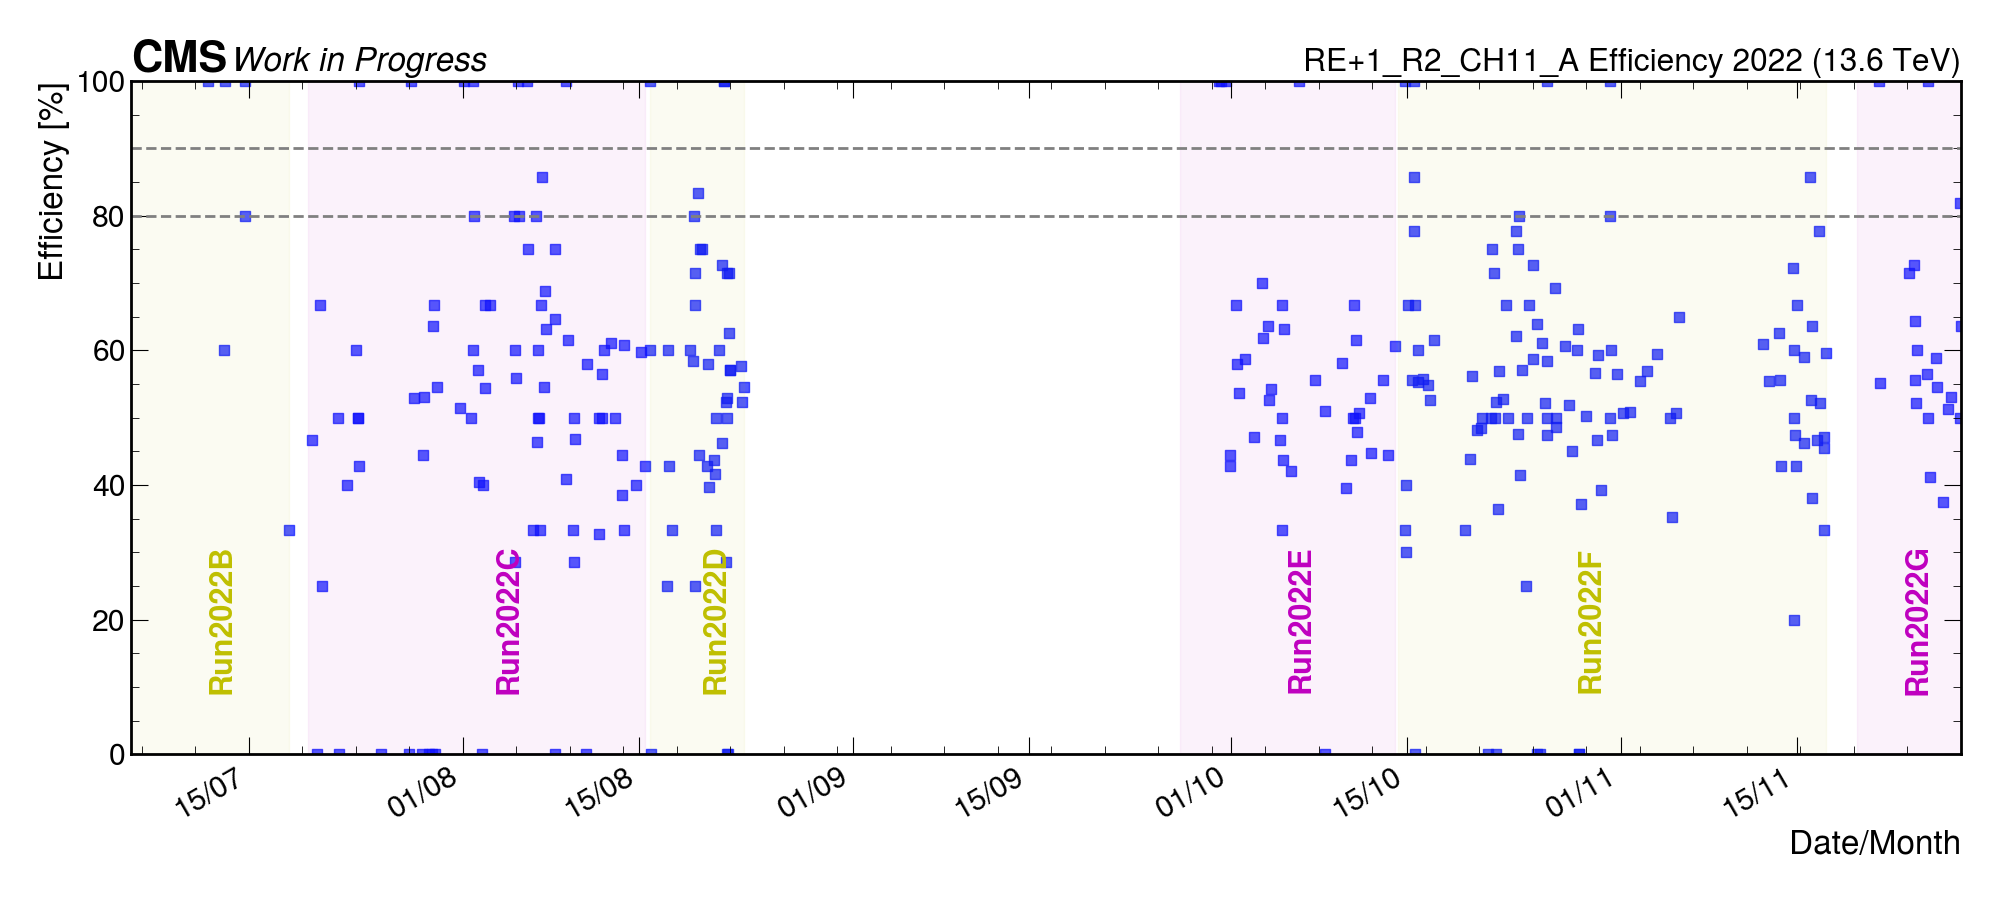 CMS Work in Progress
RE+1_R2_CH11_A Efficiency 2022 (13.6 TeV)
Efficiency [%]
100
80
60
40
20
0
Run2022B
Run2022C
Run2022D
Run2022E
Run2022F
Run2022G
15/07
01/08
15/08
01/09
15/09
01/10
15/10
01/11
15/11
Date/Month